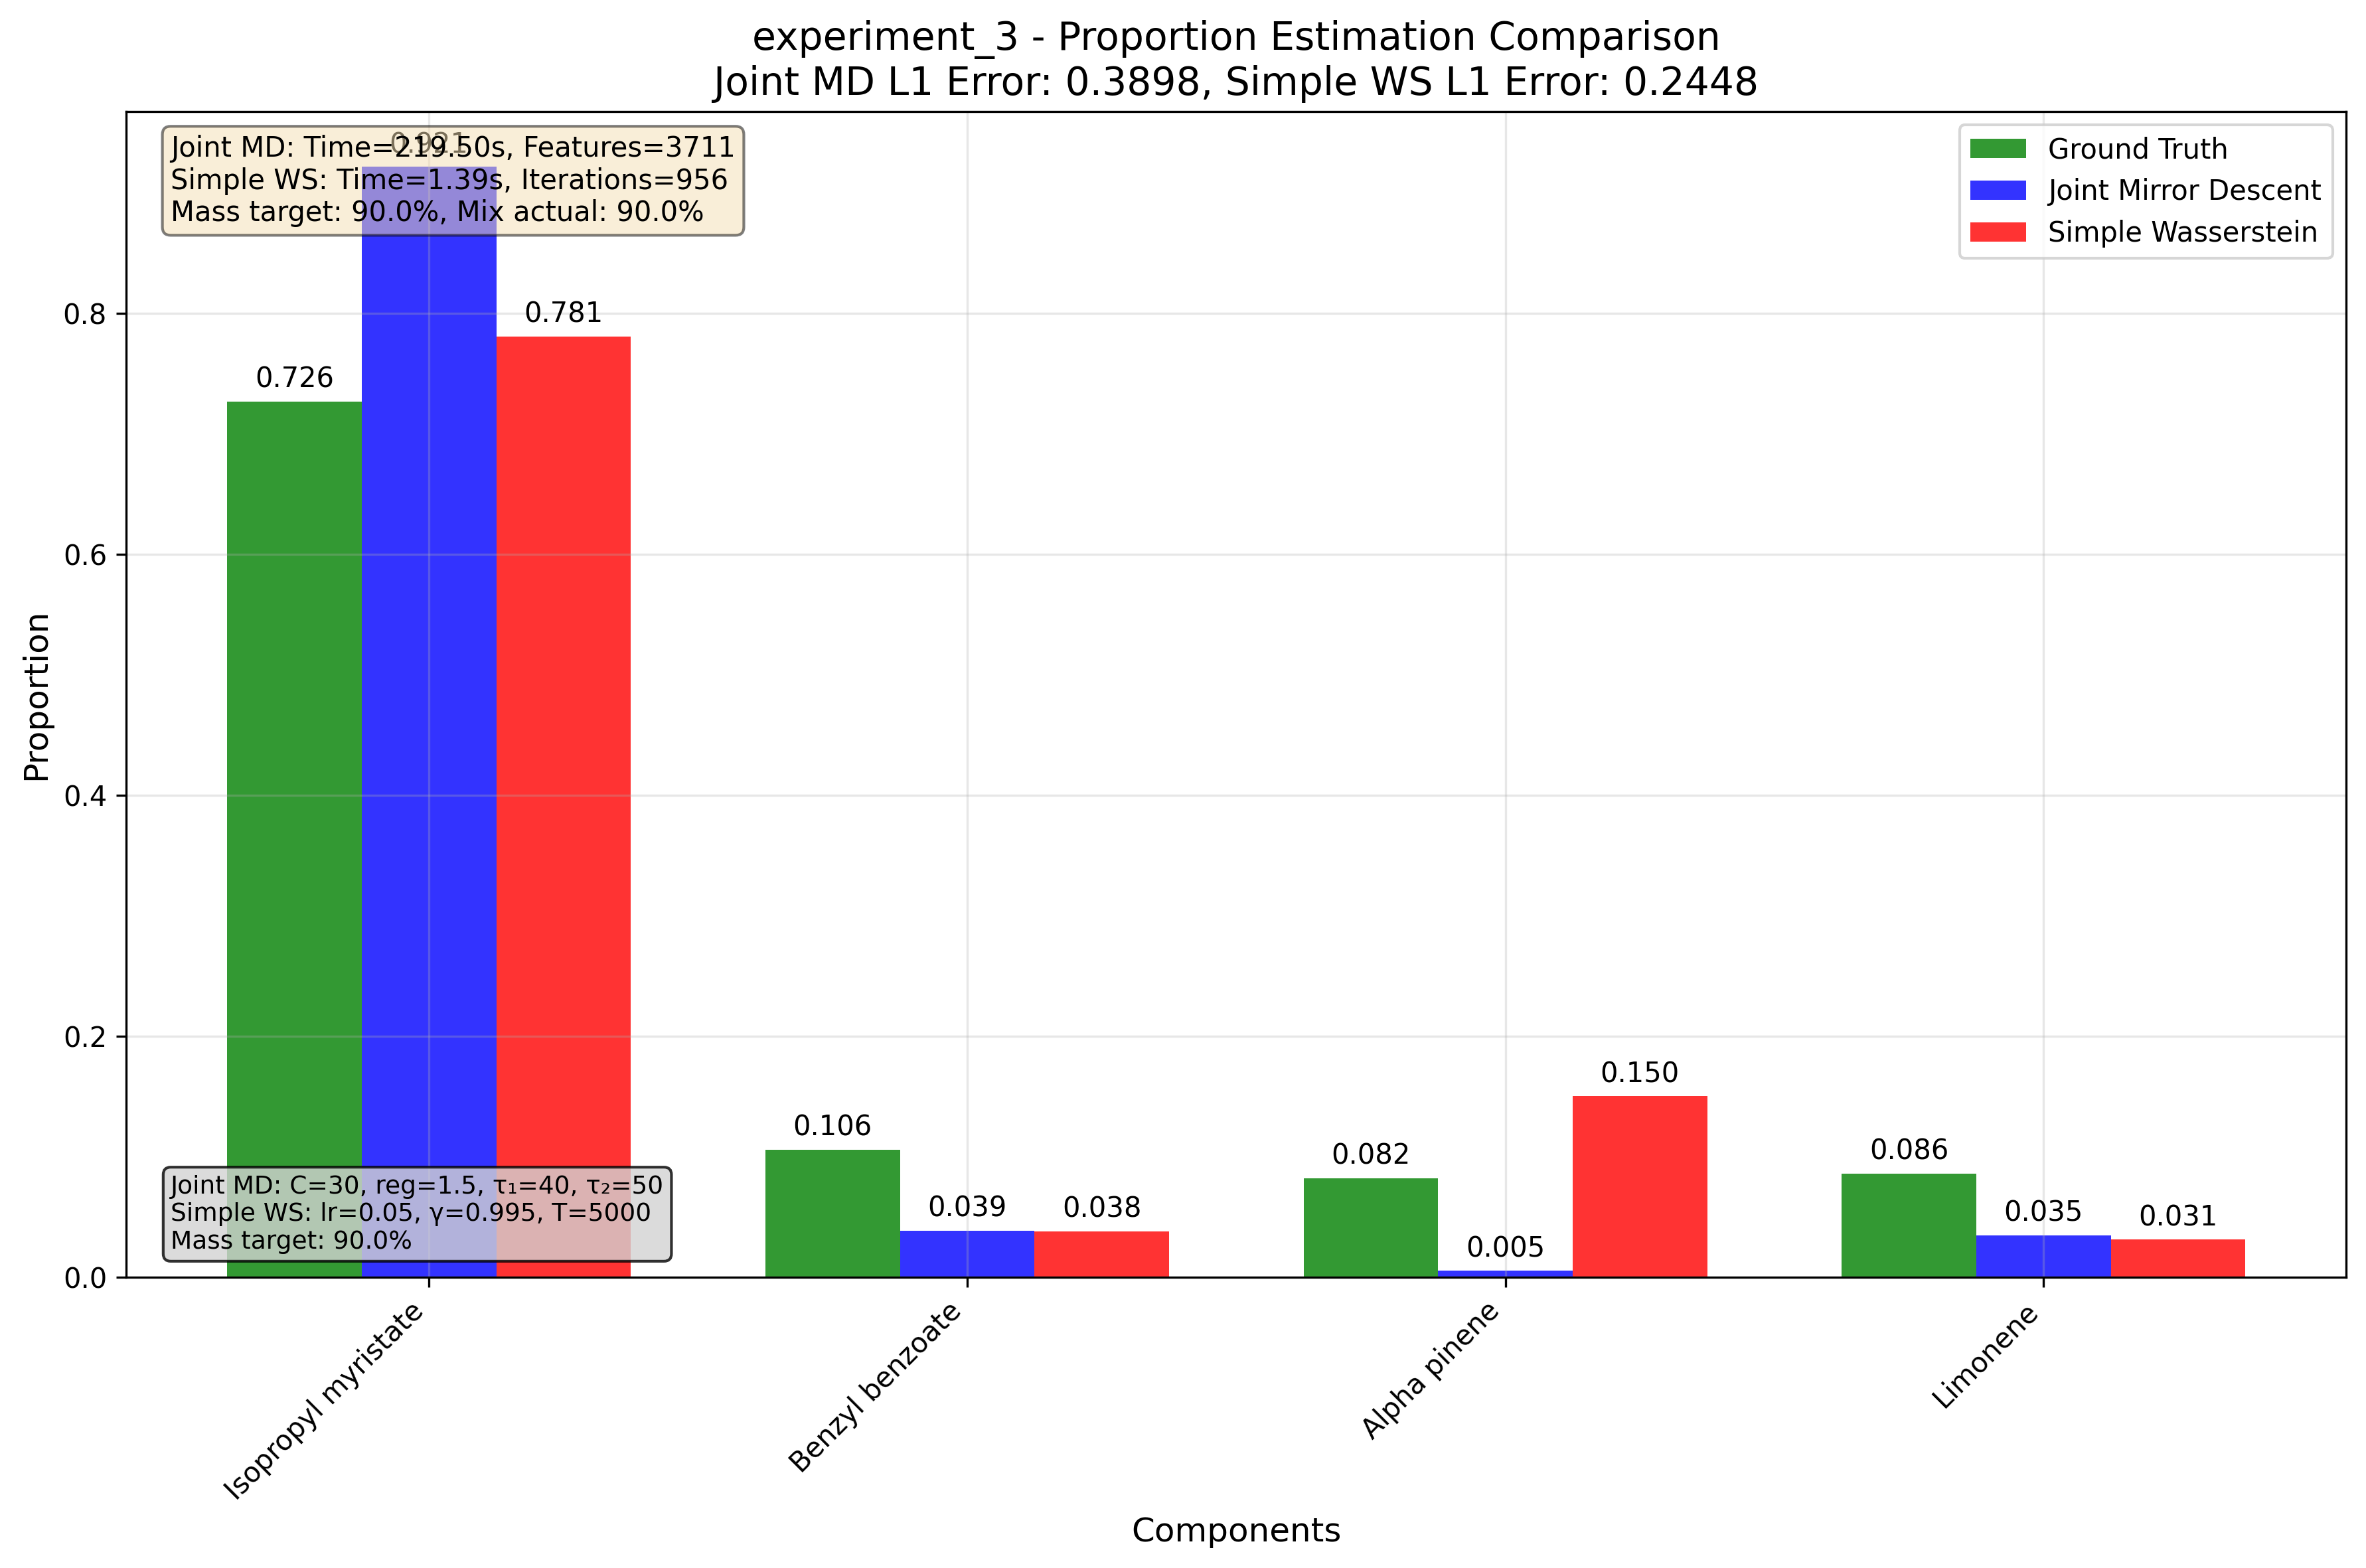 experiment_3 - Proportion Estimation Comparison
Joint MD L1 Error: 0.3898, Simple WS L1 Error: 0.2448
Joint MD: Time=219.50s, Features=3711
Simple WS: Time=1.39s, Iterations=956
Mass target: 90.0%, Mix actual: 90.0%
Ground Truth
Joint Mirror Descent
Simple Wasserstein
0.921
0.726
0.781
0.106
0.039
0.038
0.082
0.005
0.150
0.086
0.035
0.031
Joint MD: C=30, reg=1.5, τ₁=40, τ₂=50
Simple WS: lr=0.05, γ=0.995, T=5000
Mass target: 90.0%
0.8
0.6
0.4
0.2
0.0
Proportion
Isopropyl myristate
Benzyl benzoate
Alpha pinene
Limonene
Components